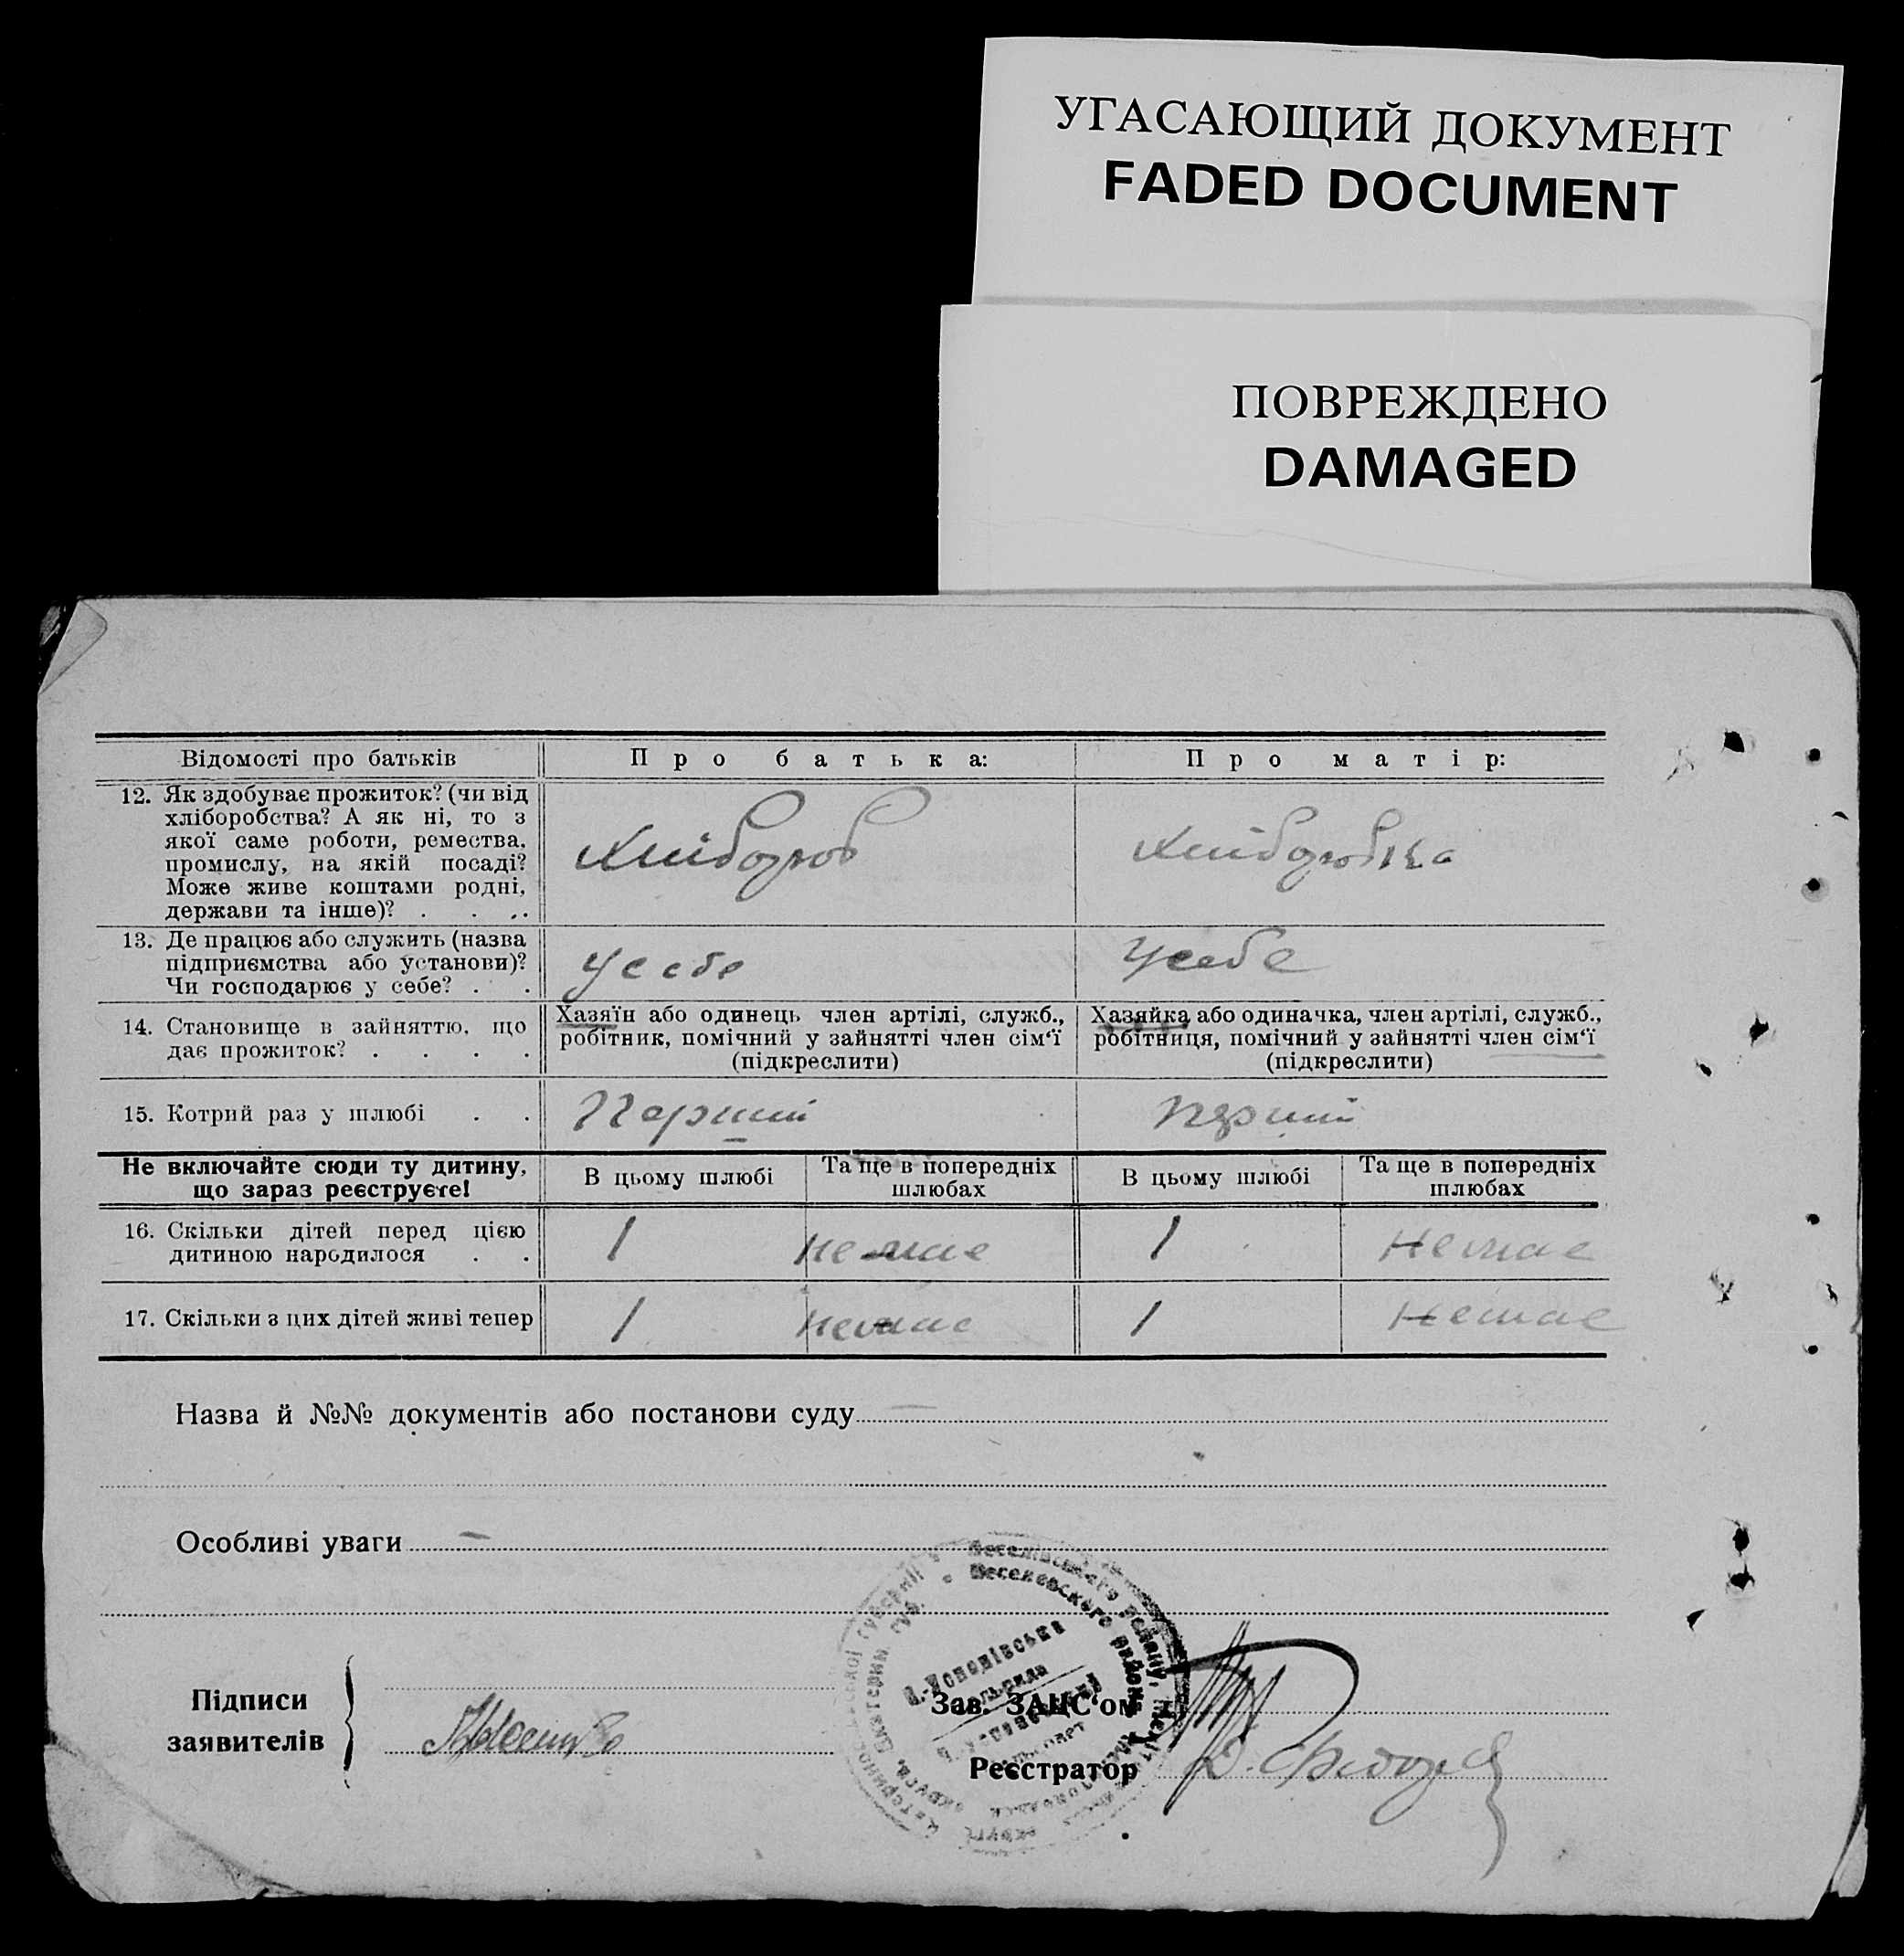 УГАСАЮЩИЙ ДОКУМЕНТ
FADED DOCUMENT
ПОВРЕЖДЕНО
DAMAGED
Відомості про батьків
Про батька:
Про матір:
12. Як здобуває прожиток? (чи від
хліборобства? А як ні, то з
якої саме роботи, ремества,
промислу, на якій посаді?
Може живе коштами родні,
держави та інше)? . . ..
Хлібороб
Хліборобка
13. Де працює або служить (назва
підприємства або установи)?
Чи господарює у себе? . .
У себе
У себе
14. Становище в зайняттю, що
дає прожиток? . . . .
Хазяїн або одинець член артілі, служб.,
робітник, помічний у зайнятті член сім'ї
(підкреслити)
Хазяйка або одиначка, член артілі, служб.,
робітниця, помічний у зайнятті член сім'ї
(підкреслити)
15. Котрий раз у шлюбі . .
Перший
Перший
Не включайте сюди ту дитину,
що зараз реєструєте!
В цьому шлюбі
Та ще в попередніх
шлюбах
В цьому шлюбі
Та ще в попередніх
шлюбах
16. Скільки дітей перед цією
дитиною народилося . .
1
Немає
1
Немає
17. Скільки з цих дітей живі тепер
1
Немає
1
Немає
Назва й №№ документів або постанови суду
Особливі уваги
Підписи
заявителів
Зав. ЗАЦС'ом
Реєстратор